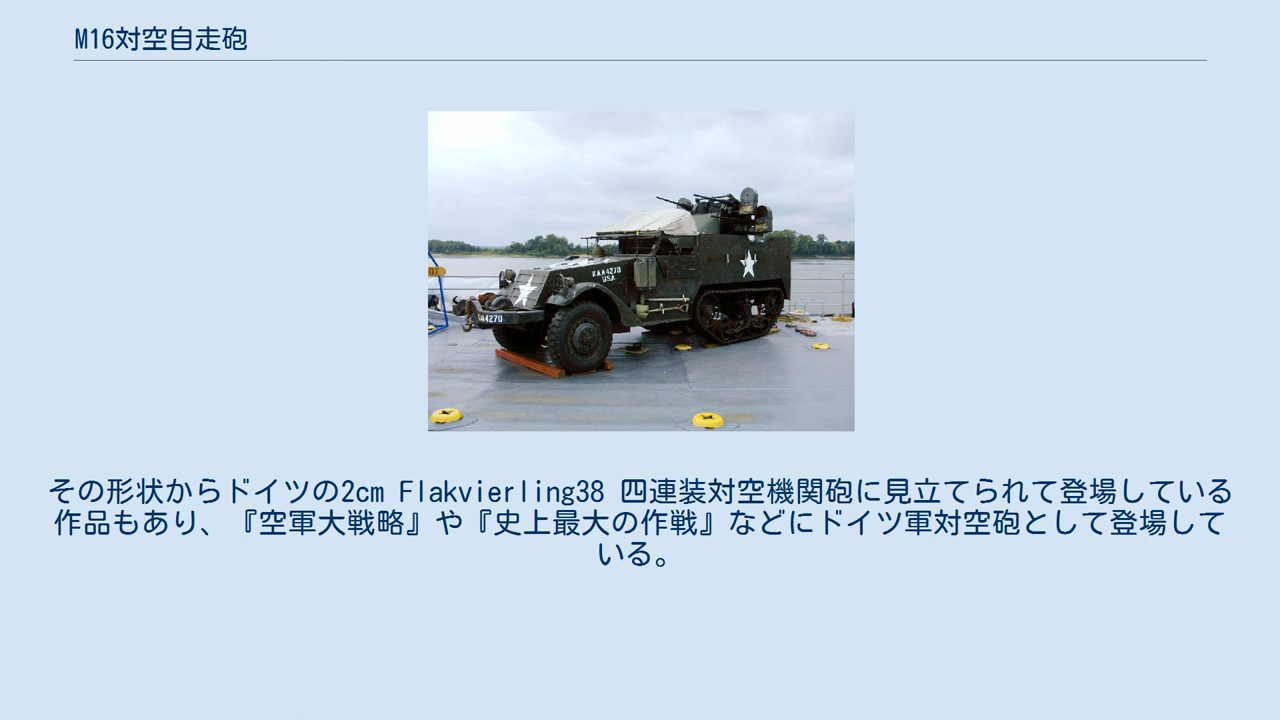 M16対空自走砲
KAA4270
USA
4270
その形状からドイツの2cm Flakvierling38 四連装対空機関砲に見立てられて登場している
作品もあり、『空軍大戦略』や『史上最大の作戦』などにドイツ軍対空砲として登場して
いる。